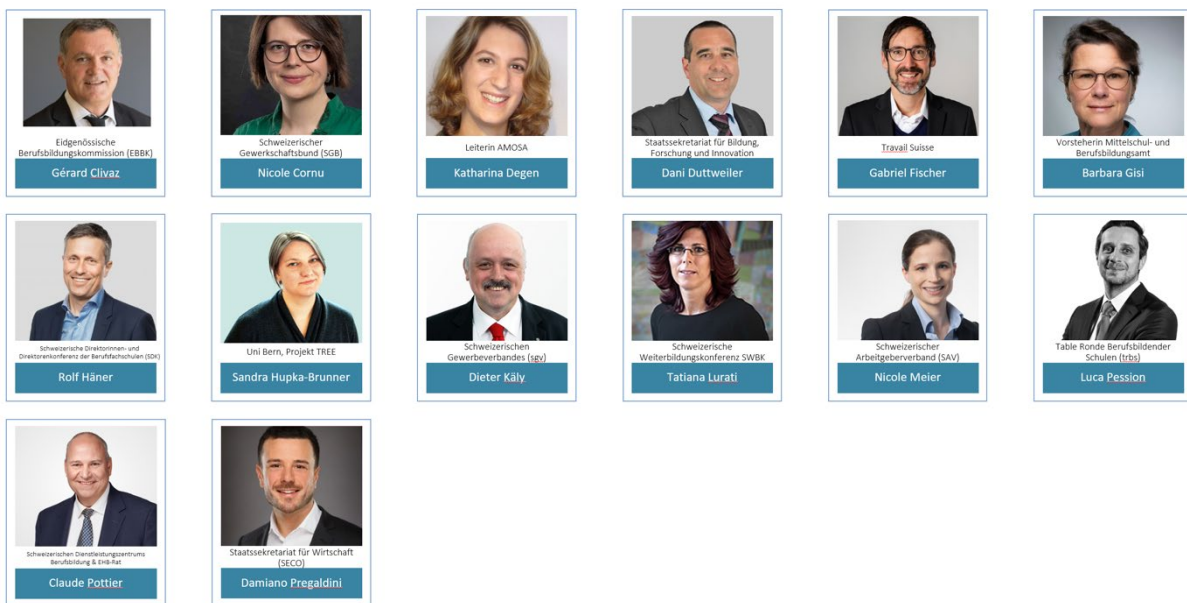 Eidgenössische
Berufsbildungskommission (EBBK)
Gérard Clivaz
Schweizerischer
Gewerkschaftsbund (SGB)
Nicole Cornu
Leiterin AMOSA
Katharina Degen
Staatssekretariat für Bildung,
Forschung und Innovation
Dani Duttweiler
Travail Suisse
Gabriel Fischer
Vorsteherin Mittelschul- und
Berufsbildungsamt
Barbara Gisi
Schweizerische Direktorinnen- und
Direktorenkonferenz der Berufsfachschulen (SDK)
Rolf Häner
Uni Bern, Projekt TREE
Sandra Hupka-Brunner
Schweizerischen
Gewerbeverbandes (sgv)
Dieter Käly
Schweizerische
Weiterbildungskonferenz SWBK
Tatiana Lurati
Schweizerischer
Arbeitgeberverband (SAV)
Nicole Meier
Table Ronde Berufsbildender
Schulen (trbs)
Luca Pession
Schweizerischen Dienstleistungszentrums
Berufsbildung & EHB-Rat
Claude Pottier
Staatssekretariat für Wirtschaft
(SECO)
Damiano Pregaldini